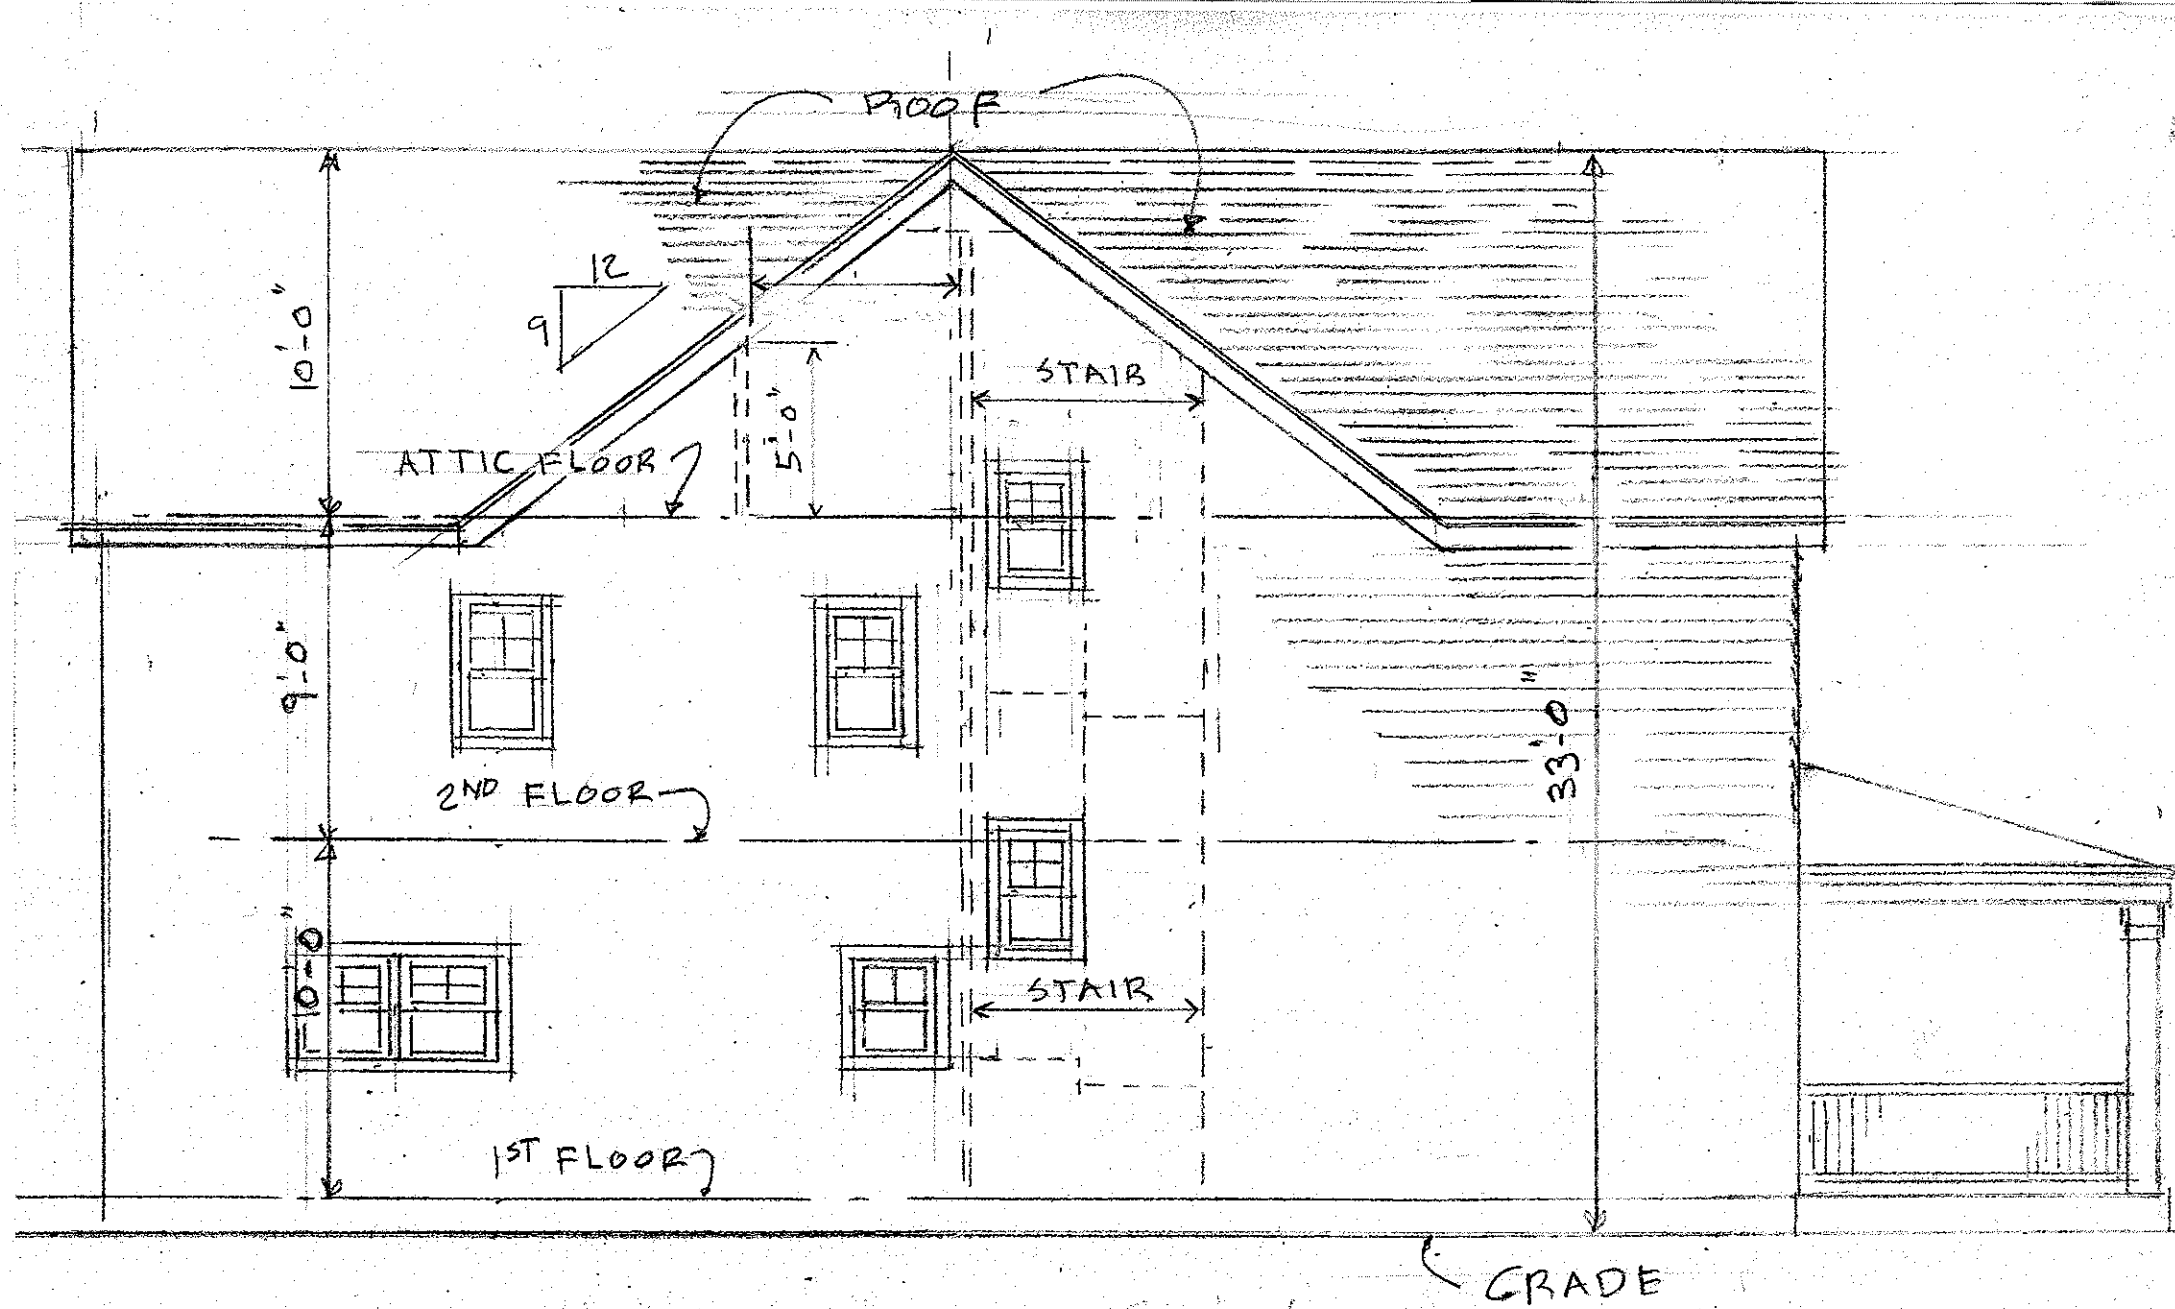 ROOF
12
9
10'-0"
STAIR
5'-0"
ATTIC FLOOR
9'-0"
33'-0"
2ND FLOOR
10'-0"
STAIR
1ST FLOOR
GRADE